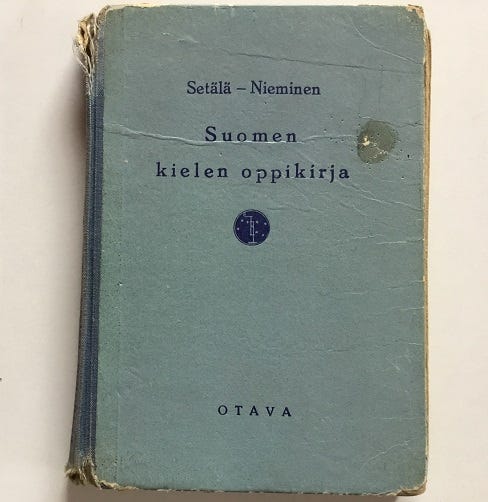 Setälä – Nieminen
Suomen
kielen oppikirja
OTAVA